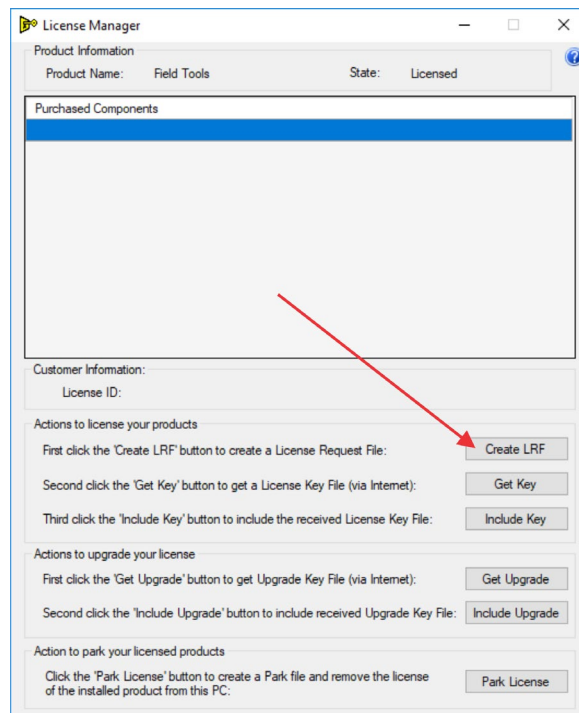 License Manager
Product Information
Product Name: Field Tools State: Licensed
Purchased Components
Customer Information:
License ID:
Actions to license your products
First click the 'Create LRF' button to create a License Request File: Create LRF
Second click the 'Get Key' button to get a License Key File (via Internet): Get Key
Third click the 'Include Key' button to include the received License Key File: Include Key
Actions to upgrade your license
First click the 'Get Upgrade' button to get Upgrade Key File (via Internet): Get Upgrade
Second click the 'Include Upgrade' button to include received Upgrade Key File: Include Upgrade
Action to park your licensed products
Click the 'Park License' button to create a Park file and remove the license
of the installed product from this PC: Park License